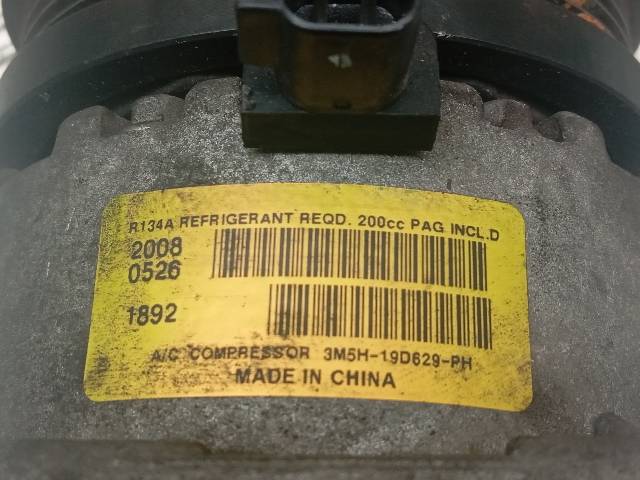 R134A REFRIGERANT REQD. 200cc PAG INCL.D
2008
0526
1892
A/C COMPRESSOR 3M5H-19D629-PH
MADE IN CHINA